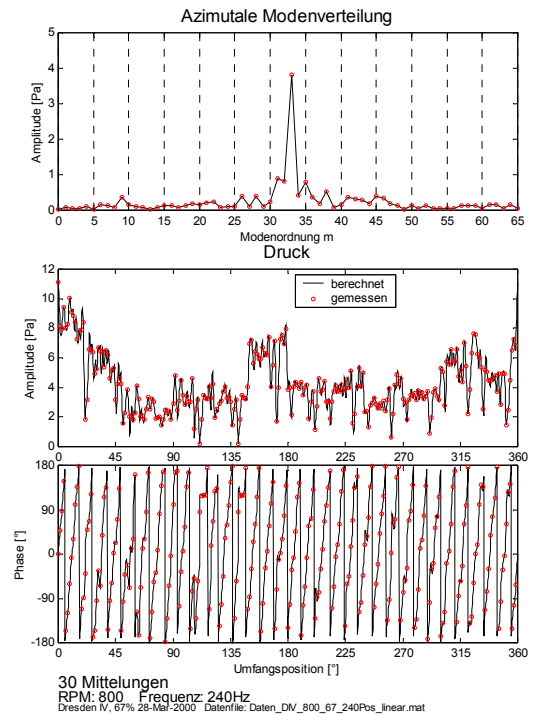 Azimutale Modenverteilung
5
4
3
2
1
0
Amplitude [Pa]
0 5 10 15 20 25 30 35 40 45 50 55 60 65
Modenordnung m
Druck
12
10
8
6
4
2
0
Amplitude [Pa]
berechnet
gemessen
0 45 90 135 180 225 270 315 360
180
90
0
-90
-180
Phase [°]
0 45 90 135 180 225 270 315 360
Umfangsposition [°]
30 Mittelungen
RPM: 800 Frequenz: 240Hz
Dresden IV, 67% 28-Mar-2000 Datenfile: Daten_DIV_800_67_240Pos_linear.mat